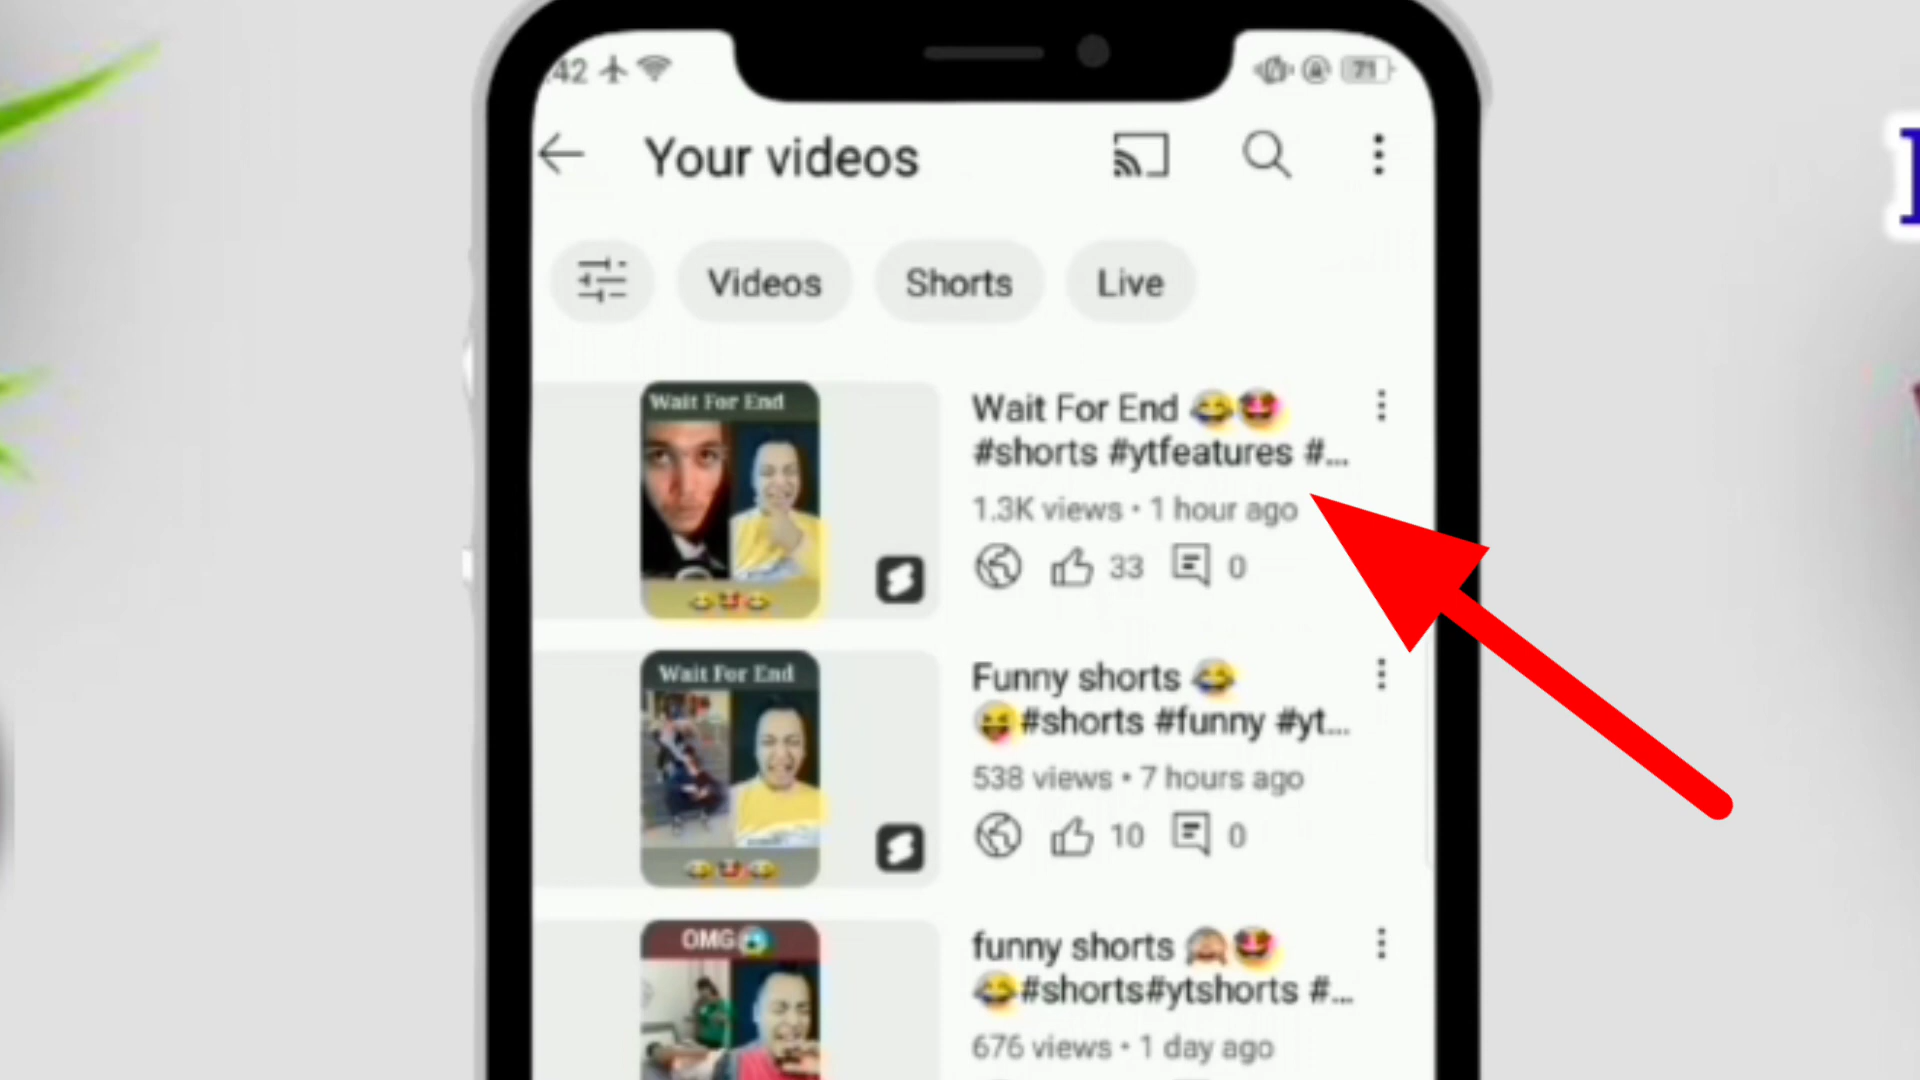 :42
71
Your videos
Videos
Shorts
Live
Wait For End
Wait For End 😂🤩
#shorts #ytfeatures #...
1.3K views • 1 hour ago
33
0
😂🤩😂
Wait For End
Funny shorts 😂
😝#shorts #funny #yt...
538 views • 7 hours ago
10
0
😂🤩😂
OMG😱
funny shorts 🙈🤩
😂#shorts#ytshorts #...
676 views • 1 day ago